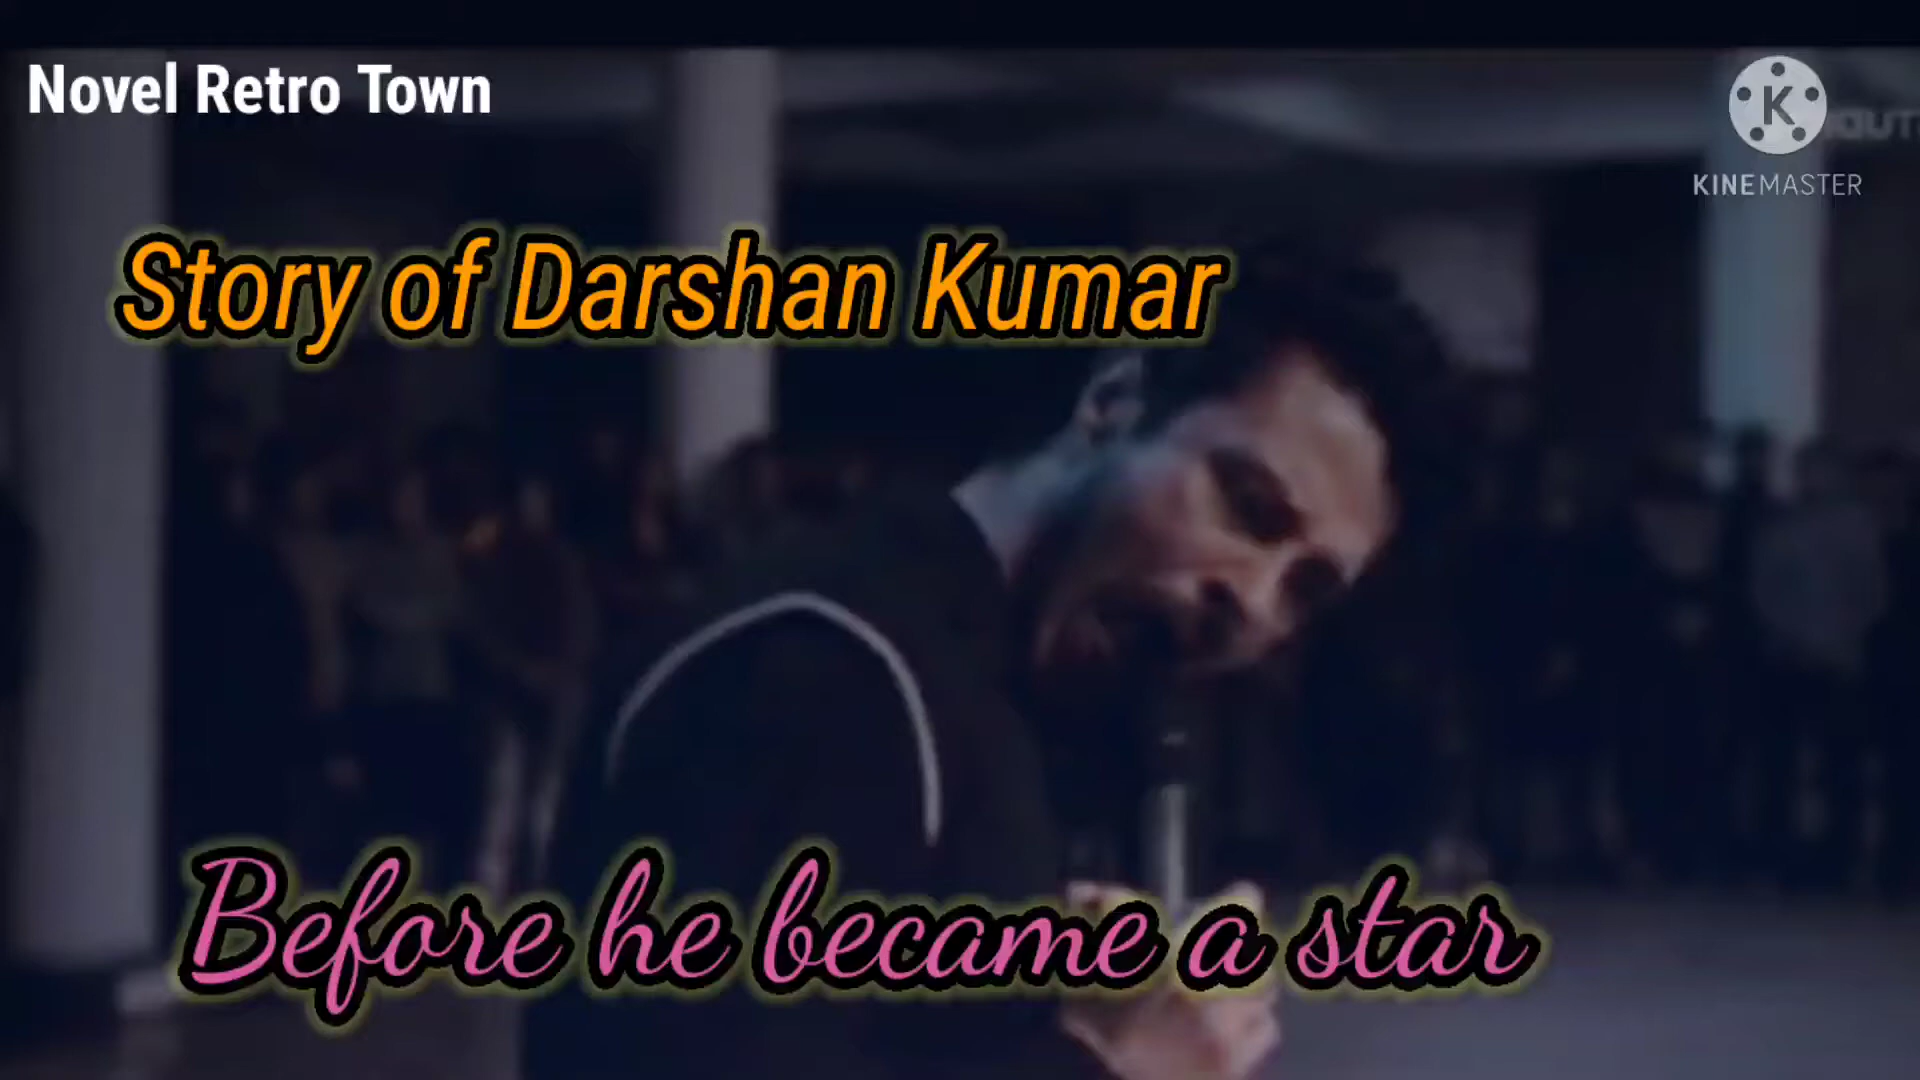 Novel Retro Town
K
KINEMASTER
Story of Darshan Kumar
Before he became a star